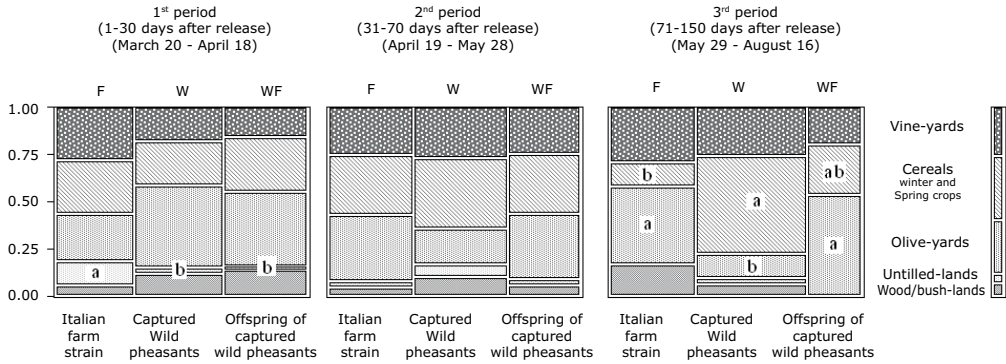 1st period
(1-30 days after release)
(March 20 - April 18)
2nd period
(31-70 days after release)
(April 19 - May 28)
3rd period
(71-150 days after release)
(May 29 - August 16)
F W WF
F W WF
F W WF
1.00
0.75
0.50
0.25
0.00
a b b
b a ab
a b a
Vine-yards
Cereals
winter and
Spring crops
Olive-yards
Untilled-lands
Wood/bush-lands
Italian
farm
strain
Captured
Wild
pheasants
Offspring of
captured
wild pheasants
Italian
farm
strain
Captured
Wild
pheasants
Offspring of
captured
wild pheasants
Italian
farm
strain
Captured
Wild
pheasants
Offspring of
captured
wild pheasants